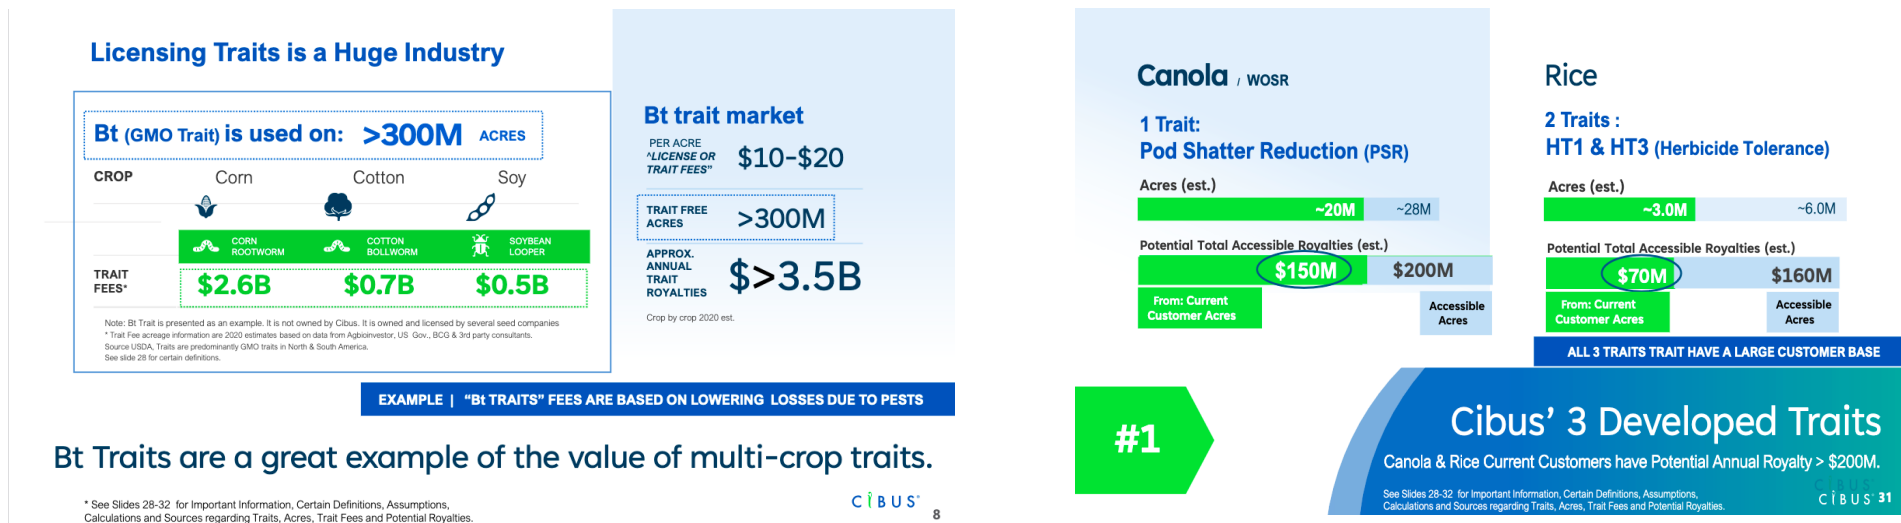 Licensing Traits is a Huge Industry
Bt (GMO Trait) is used on: >300M ACRES
CROP Corn Cotton Soy
CORN ROOTWORM
COTTON BOLLWORM
SOYBEAN LOOPER
TRAIT FEES* $2.6B $0.7B $0.5B
Note: Bt Trait is presented as an example. It is not owned by Cibus. It is owned and licensed by several seed companies
* Trait Fee acreage information are 2020 estimates based on data from Agbioinvestor, US Gov., BCG & 3rd party consultants.
Source USDA, Traits are predominantly GMO traits in North & South America.
See slide 28 for certain definitions.
Bt trait market
PER ACRE
^LICENSE OR
TRAIT FEES"
$10–$20
TRAIT FREE
ACRES
>300M
APPROX.
ANNUAL
TRAIT
ROYALTIES
$>3.5B
Crop by crop 2020 est.
EXAMPLE | “Bt TRAITS” FEES ARE BASED ON LOWERING LOSSES DUE TO PESTS
Bt Traits are a great example of the value of multi-crop traits.
* See Slides 28-32 for Important Information, Certain Definitions, Assumptions,
Calculations and Sources regarding Traits, Acres, Trait Fees and Potential Royalties.
CIBUS
8
Canola / WOSR
1 Trait:
Pod Shatter Reduction (PSR)
Acres (est.)
~20M ~28M
Potential Total Accessible Royalties (est.)
$150M $200M
From: Current
Customer Acres
Accessible
Acres
Rice
2 Traits :
HT1 & HT3 (Herbicide Tolerance)
Acres (est.)
~3.0M ~6.0M
Potential Total Accessible Royalties (est.)
$70M $160M
From: Current
Customer Acres
Accessible
Acres
ALL 3 TRAITS TRAIT HAVE A LARGE CUSTOMER BASE
#1
Cibus’ 3 Developed Traits
Canola & Rice Current Customers have Potential Annual Royalty > $200M.
See Slides 28-32 for Important Information, Certain Definitions, Assumptions,
Calculations and Sources regarding Traits, Acres, Trait Fees and Potential Royalties.
CIBUS
CIBUS 31